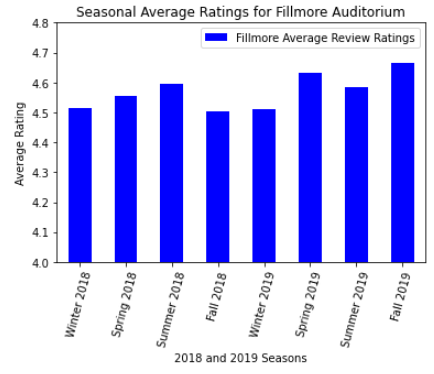 Seasonal Average Ratings for Fillmore Auditorium
Fillmore Average Review Ratings
Average Rating
4.8
4.7
4.6
4.5
4.4
4.3
4.2
4.1
4.0
Winter 2018
Spring 2018
Summer 2018
Fall 2018
Winter 2019
Spring 2019
Summer 2019
Fall 2019
2018 and 2019 Seasons